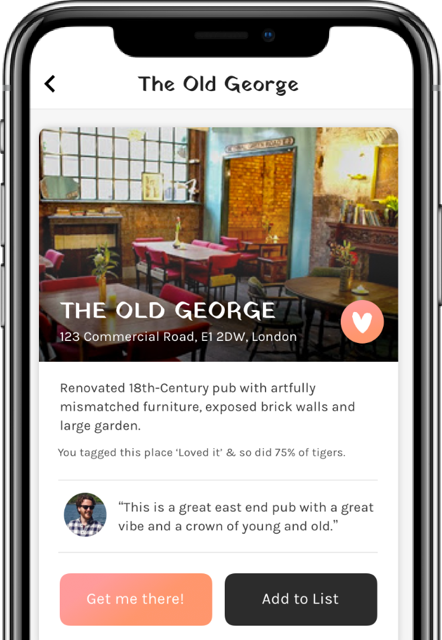 The Old George
THE OLD GEORGE
123 Commercial Road, E1 2DW, London
Renovated 18th-Century pub with artfully
mismatched furniture, exposed brick walls and
large garden.
You tagged this place ‘Loved it’ & so did 75% of tigers.
“This is a great east end pub with a great
vibe and a crown of young and old.”
Get me there!
Add to List